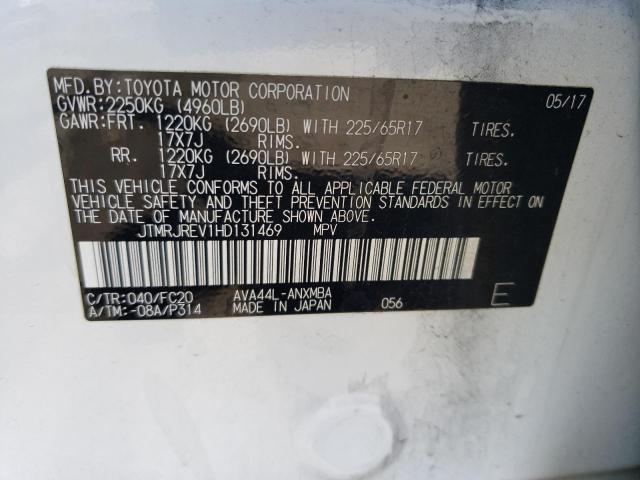 MFD.BY:TOYOTA MOTOR CORPORATION 05/17
GVWR:2250KG (4960LB)
GAWR:FRT. 1220KG (2690LB) WITH 225/65R17 TIRES.
17X7J RIMS.
RR. 1220KG (2690LB) WITH 225/65R17 TIRES.
17X7J RIMS.
THIS VEHICLE CONFORMS TO ALL APPLICABLE FEDERAL MOTOR
VEHICLE SAFETY AND THEFT PREVENTION STANDARDS IN EFFECT ON
THE DATE OF MANUFACTURE SHOWN ABOVE.
JTMRJREV1HD131469 MPV
C/TR:040/FC20 AVA44L-ANXMBA 056 E
A/TM:-08A/P314 MADE IN JAPAN